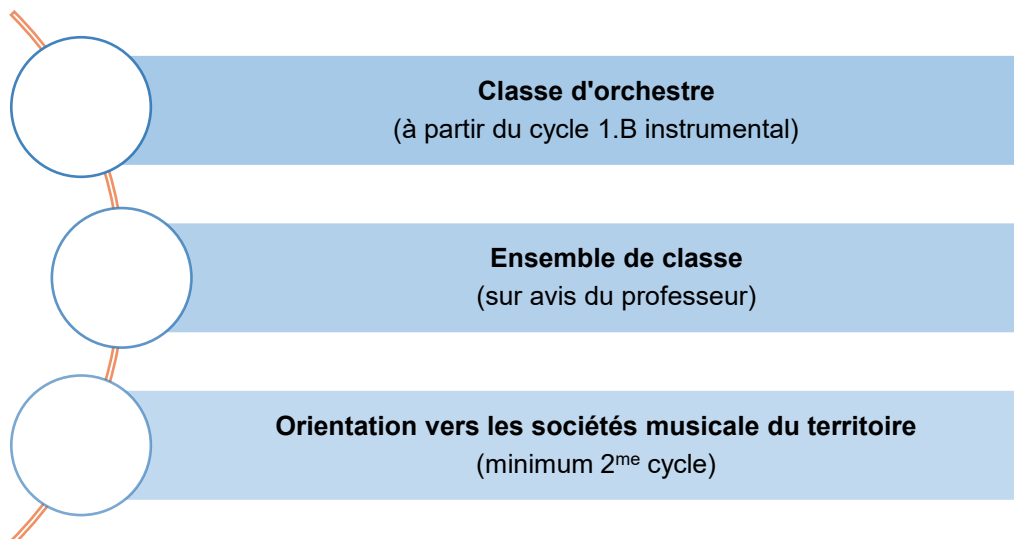 Classe d'orchestre
(à partir du cycle 1.B instrumental)
Ensemble de classe
(sur avis du professeur)
Orientation vers les sociétés musicale du territoire
(minimum 2me cycle)